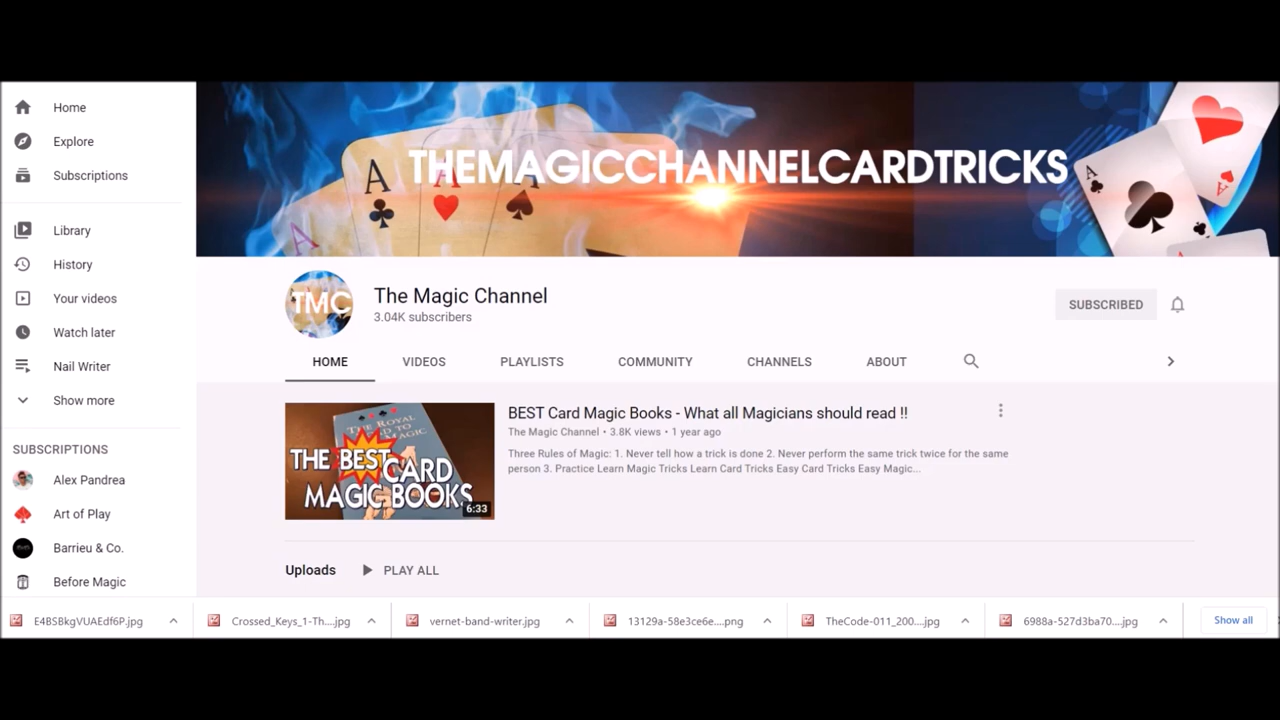 Home
Explore
Subscriptions
Library
History
Your videos
Watch later
Nail Writer
Show more
SUBSCRIPTIONS
Alex Pandrea
Art of Play
Barrieu & Co.
Before Magic
THEMAGICCHANNELCARDTRICKS
A
A
A
A
A
TMC
The Magic Channel
3.04K subscribers
SUBSCRIBED
HOME VIDEOS PLAYLISTS COMMUNITY CHANNELS ABOUT
THE ROYAL
ROAD TO
MAGIC
THE BEST
CARD
MAGIC BOOKS
6:33
BEST Card Magic Books - What all Magicians should read !!
The Magic Channel • 3.8K views • 1 year ago
Three Rules of Magic: 1. Never tell how a trick is done 2. Never perform the same trick twice for the same
person 3. Practice Learn Magic Tricks Learn Card Tricks Easy Card Tricks Easy Magic...
Uploads PLAY ALL
E4BSBkgVUAEdf6P.jpg Crossed_Keys_1-Th....jpg vernet-band-writer.jpg 13129a-58e3ce6e....png TheCode-011_200....jpg 6988a-527d3ba70....jpg Show all